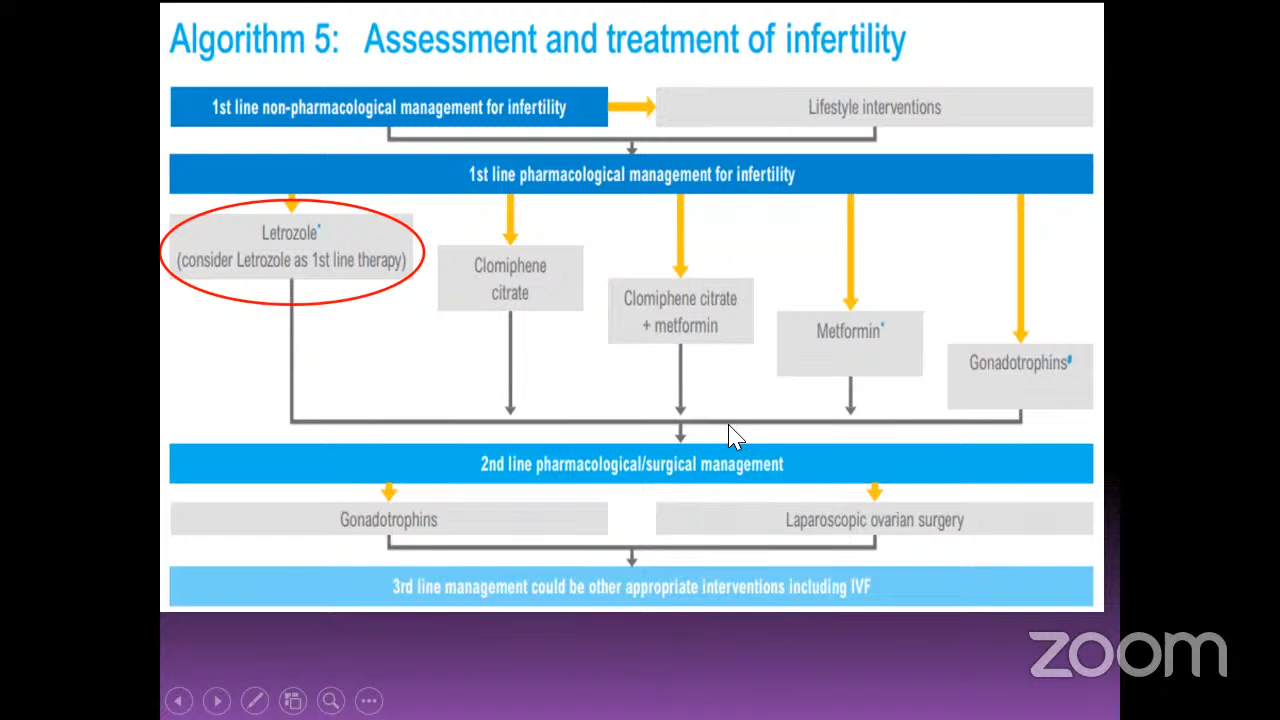 Algorithm 5: Assessment and treatment of infertility
1st line non-pharmacological management for infertility
Lifestyle interventions
1st line pharmacological management for infertility
Letrozole*
(consider Letrozole as 1st line therapy)
Clomiphene
citrate
Clomiphene citrate
+ metformin
Metformin*
Gonadotrophins#
2nd line pharmacological/surgical management
Gonadotrophins
Laparoscopic ovarian surgery
3rd line management could be other appropriate interventions including IVF
zoom